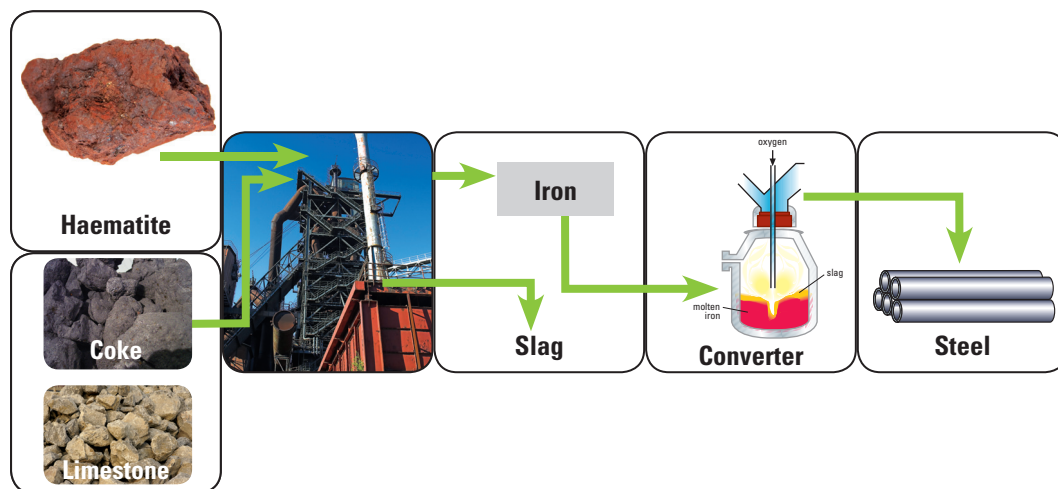 Haematite
Coke
Limestone
Iron
Slag
oxygen
slag
molten
iron
Converter
Steel